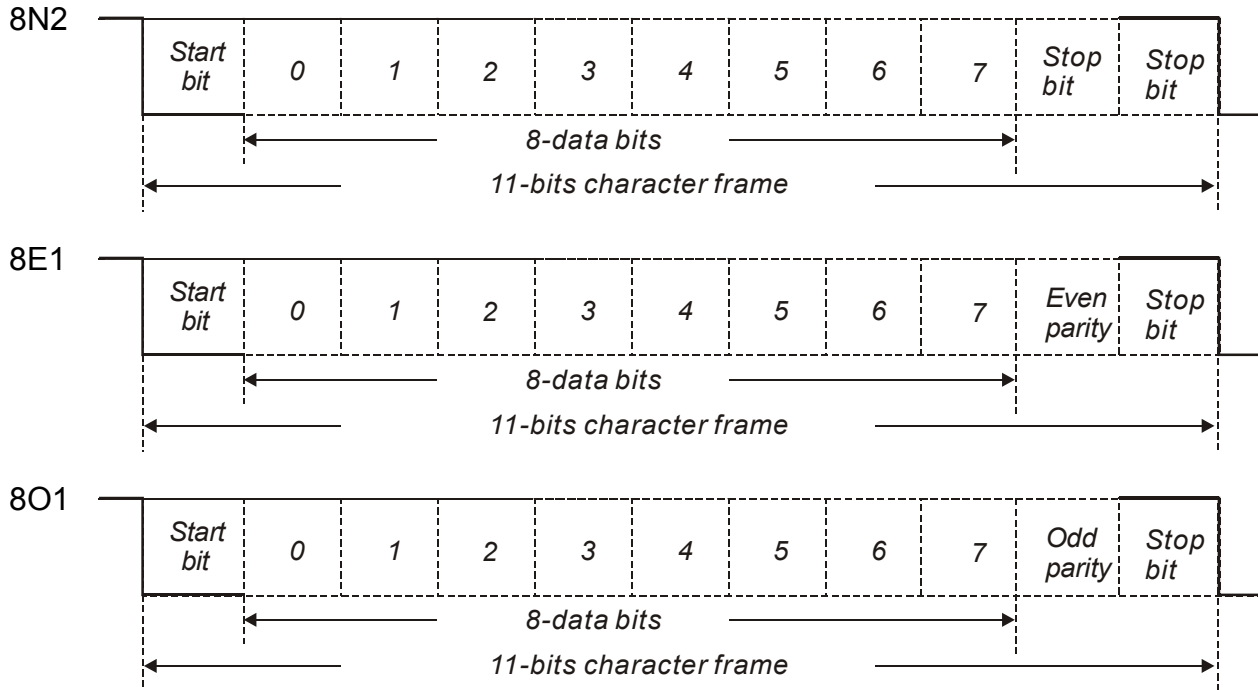 8N2
Start bit 0 1 2 3 4 5 6 7 Stop bit Stop bit
8-data bits
11-bits character frame
8E1
Start bit 0 1 2 3 4 5 6 7 Even parity Stop bit
8-data bits
11-bits character frame
8O1
Start bit 0 1 2 3 4 5 6 7 Odd parity Stop bit
8-data bits
11-bits character frame